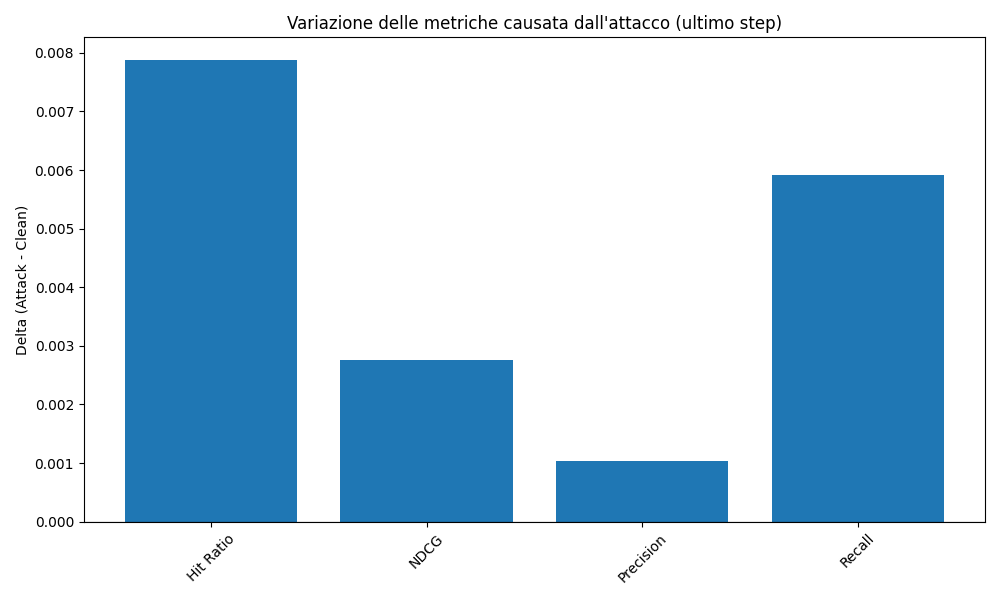 Variazione delle metriche causata dall'attacco (ultimo step)
Delta (Attack - Clean)
0.008
0.007
0.006
0.005
0.004
0.003
0.002
0.001
0.000
Hit Ratio
NDCG
Precision
Recall